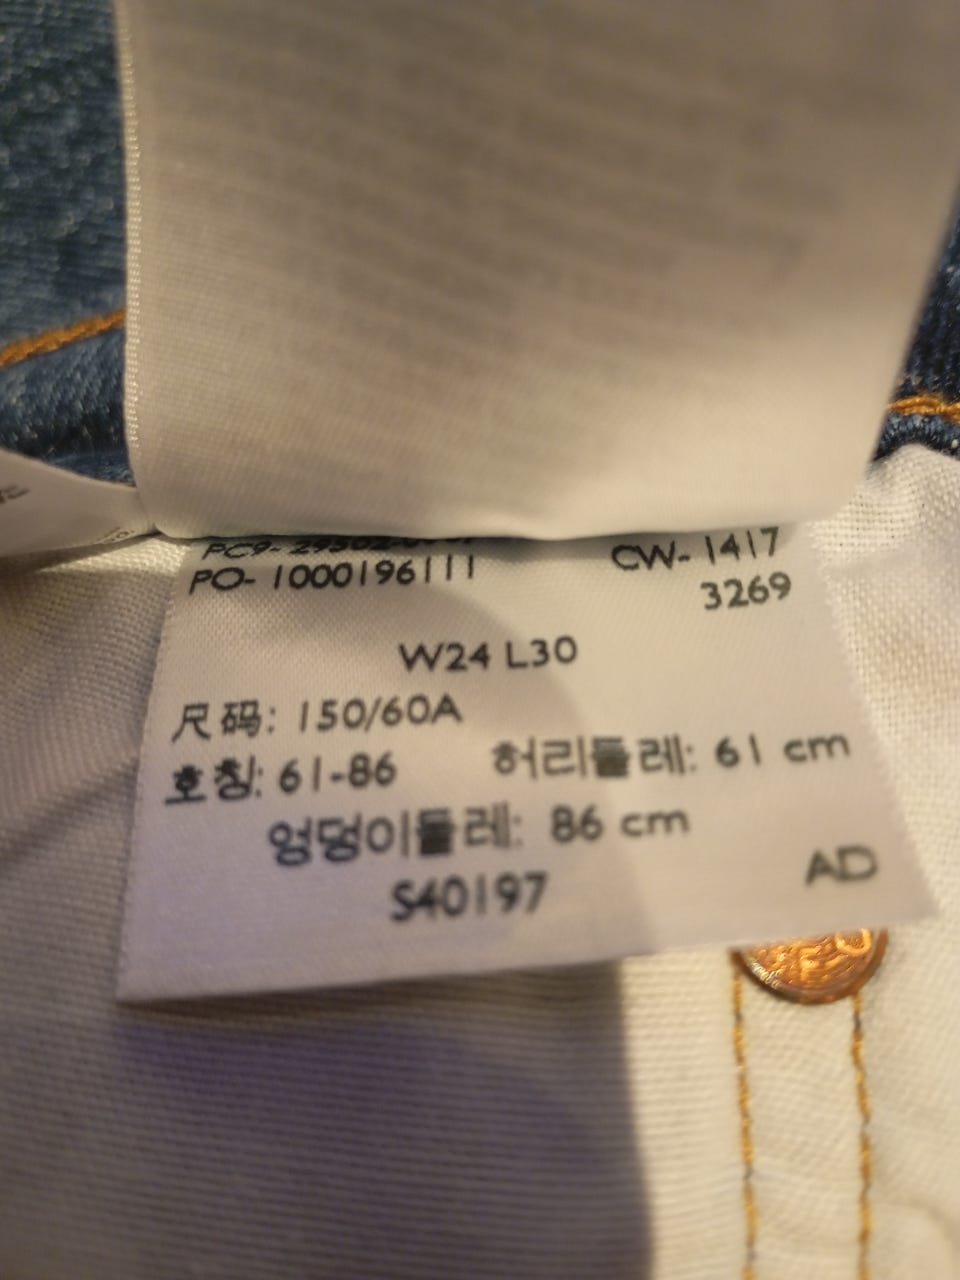 PO- 1000196111
CW- 1417
3269
W24 L30
尺码: 150/60A
호칭: 61-86 허리둘레: 61 cm
엉덩이둘레: 86 cm
S40197
AD